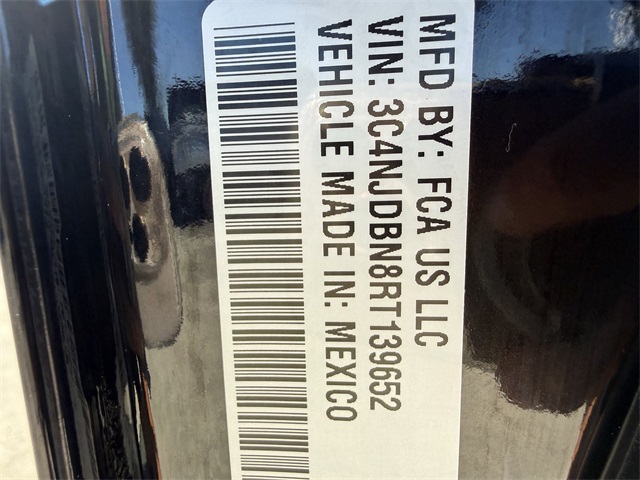 MFD BY: FCA US LLC
VIN: 3C4NJDBN8RT139652
VEHICLE MADE IN: MEXICO